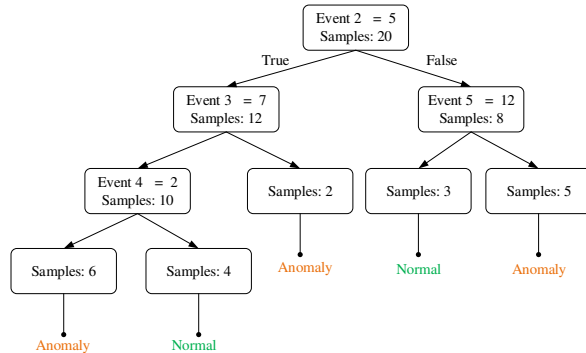 Event 2 = 5
Samples: 20
True
False
Event 3 = 7
Samples: 12
Event 5 = 12
Samples: 8
Event 4 = 2
Samples: 10
Samples: 2
Samples: 3
Samples: 5
Samples: 6
Samples: 4
Anomaly
Normal
Anomaly
Anomaly
Normal